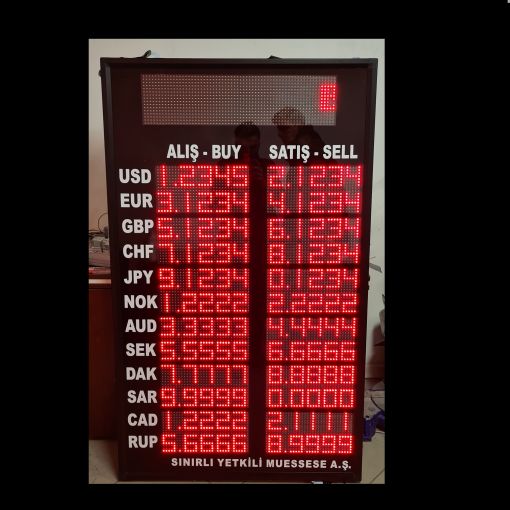 8
ALIŞ - BUY SATIŞ - SELL
USD 1.2345 2.1234
EUR 3.1234 4.1234
GBP 5.1234 6.1234
CHF 7.1234 8.1234
JPY 9.1234 0.1234
NOK 1.2222 2.2222
AUD 3.3333 4.4444
SEK 5.5555 6.6666
DAK 7.7777 8.8888
SAR 9.9999 0.0000
CAD 1.2222 2.1111
RUP 5.6666 8.9999
SINIRLI YETKİLİ MUESSESE A.Ş.